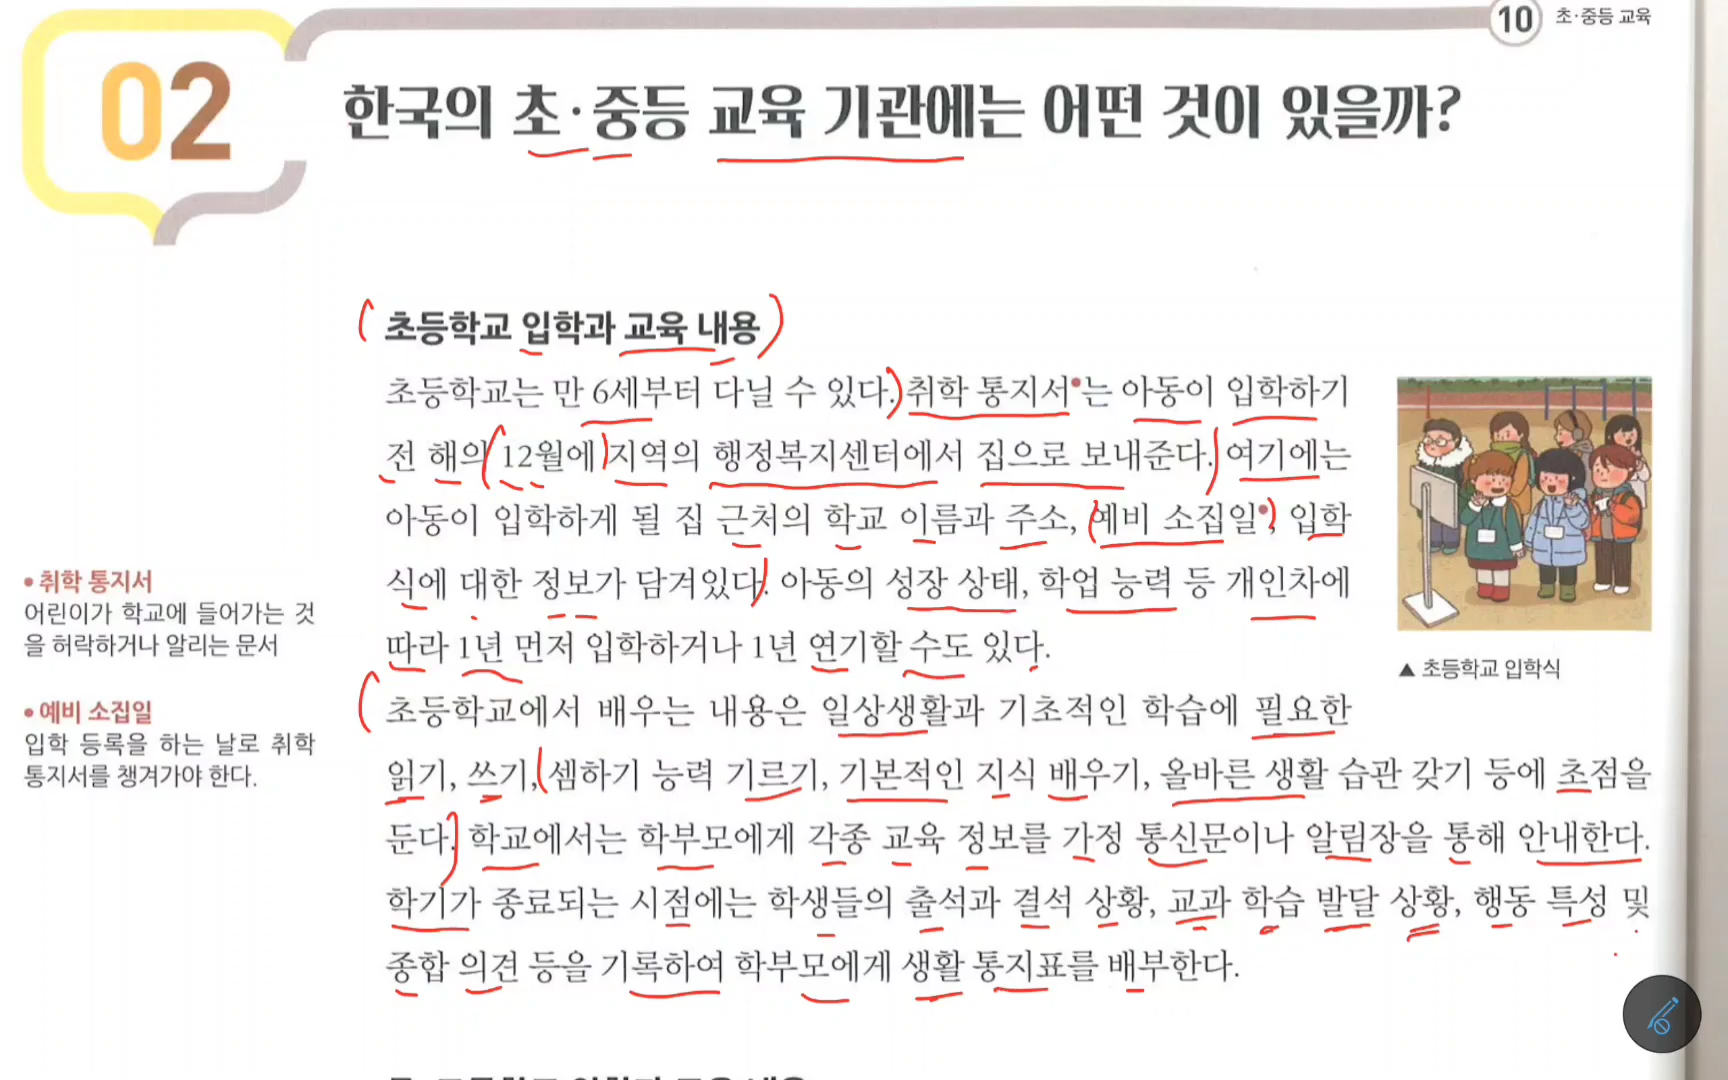 10 초·중등 교육
02
한국의 초·중등 교육 기관에는 어떤 것이 있을까?
초등학교 입학과 교육 내용
초등학교는 만 6세부터 다닐 수 있다. 취학 통지서•는 아동이 입학하기
전 해의 12월에 지역의 행정복지센터에서 집으로 보내준다. 여기에는
아동이 입학하게 될 집 근처의 학교 이름과 주소, 예비 소집일•, 입학
식에 대한 정보가 담겨있다. 아동의 성장 상태, 학업 능력 등 개인차에
따라 1년 먼저 입학하거나 1년 연기할 수도 있다.
초등학교에서 배우는 내용은 일상생활과 기초적인 학습에 필요한
읽기, 쓰기, 셈하기 능력 기르기, 기본적인 지식 배우기, 올바른 생활 습관 갖기 등에 초점을
둔다. 학교에서는 학부모에게 각종 교육 정보를 가정 통신문이나 알림장을 통해 안내한다.
학기가 종료되는 시점에는 학생들의 출석과 결석 상황, 교과 학습 발달 상황, 행동 특성 및
종합 의견 등을 기록하여 학부모에게 생활 통지표를 배부한다.
• 취학 통지서
어린이가 학교에 들어가는 것
을 허락하거나 알리는 문서
• 예비 소집일
입학 등록을 하는 날로 취학
통지서를 챙겨가야 한다.
▲ 초등학교 입학식